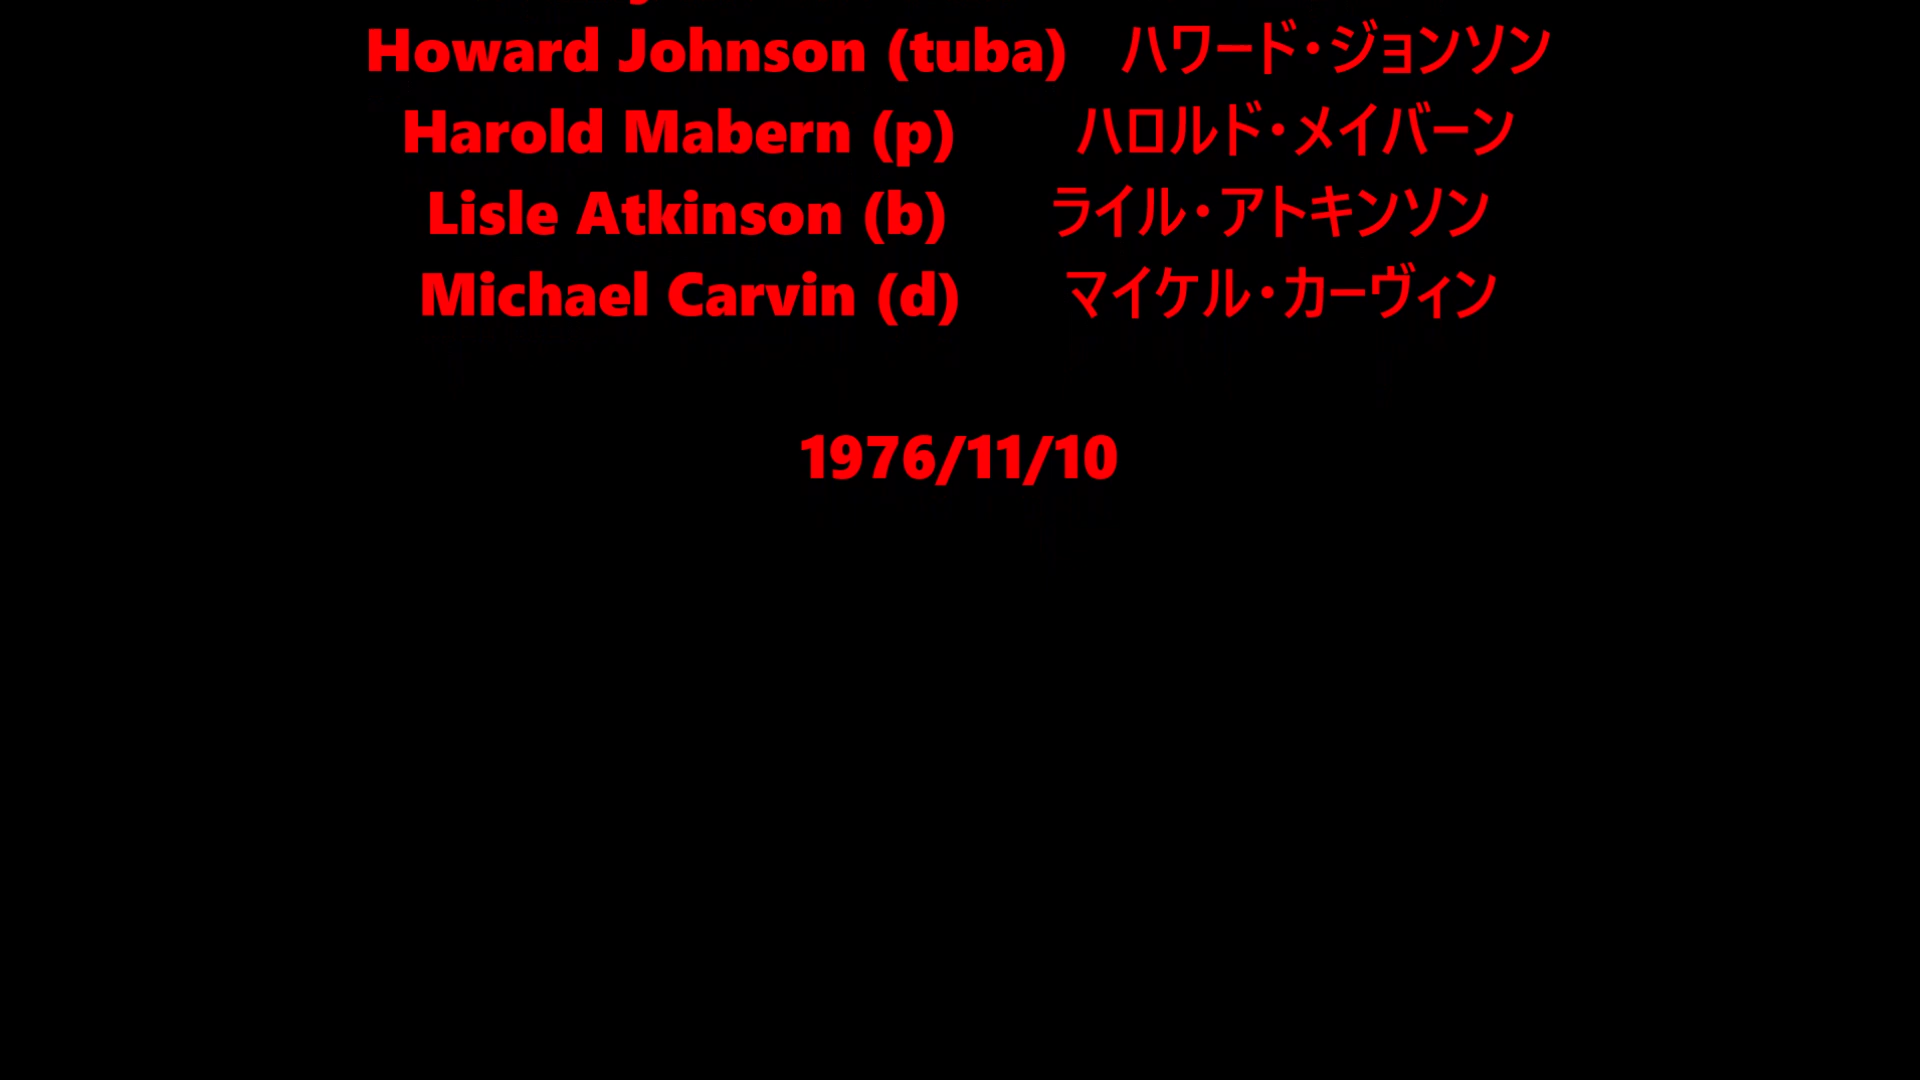 Howard Johnson (tuba) ハワード・ジョンソン
Harold Mabern (p) ハロルド・メイバーン
Lisle Atkinson (b) ライル・アトキンソン
Michael Carvin (d) マイケル・カーヴィン
1976/11/10